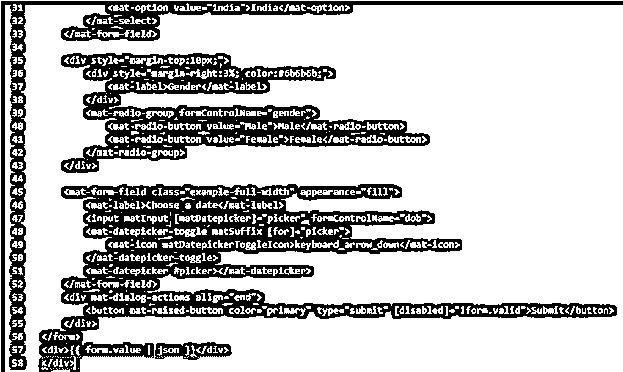 31 <mat-option value="india">India</mat-option>
32 </mat-select>
33 </mat-form-field>
34
35 <div style="margin-top:10px;">
36 <div style="margin-right:3%; color:#6b6b6b;">
37 <mat-label>Gender</mat-label>
38 </div>
39 <mat-radio-group formControlName="gender">
40 <mat-radio-button value="Male">Male</mat-radio-button>
41 <mat-radio-button value="Female">Female</mat-radio-button>
42 </mat-radio-group>
43 </div>
44
45 <mat-form-field class="example-full-width" appearance="fill">
46 <mat-label>Choose a date</mat-label>
47 <input matInput [matDatepicker]="picker" formControlName="dob">
48 <mat-datepicker-toggle matSuffix [for]="picker">
49 <mat-icon matDatepickerToggleIcon>keyboard_arrow_down</mat-icon>
50 </mat-datepicker-toggle>
51 <mat-datepicker #picker></mat-datepicker>
52 </mat-form-field>
53 <div mat-dialog-actions align="end">
54 <button mat-raised-button color="primary" type="submit" [disabled]="!form.valid">Submit</button>
55 </div>
56 </form>
57 <div>{{ form.value | json }}</div>
58 </div>